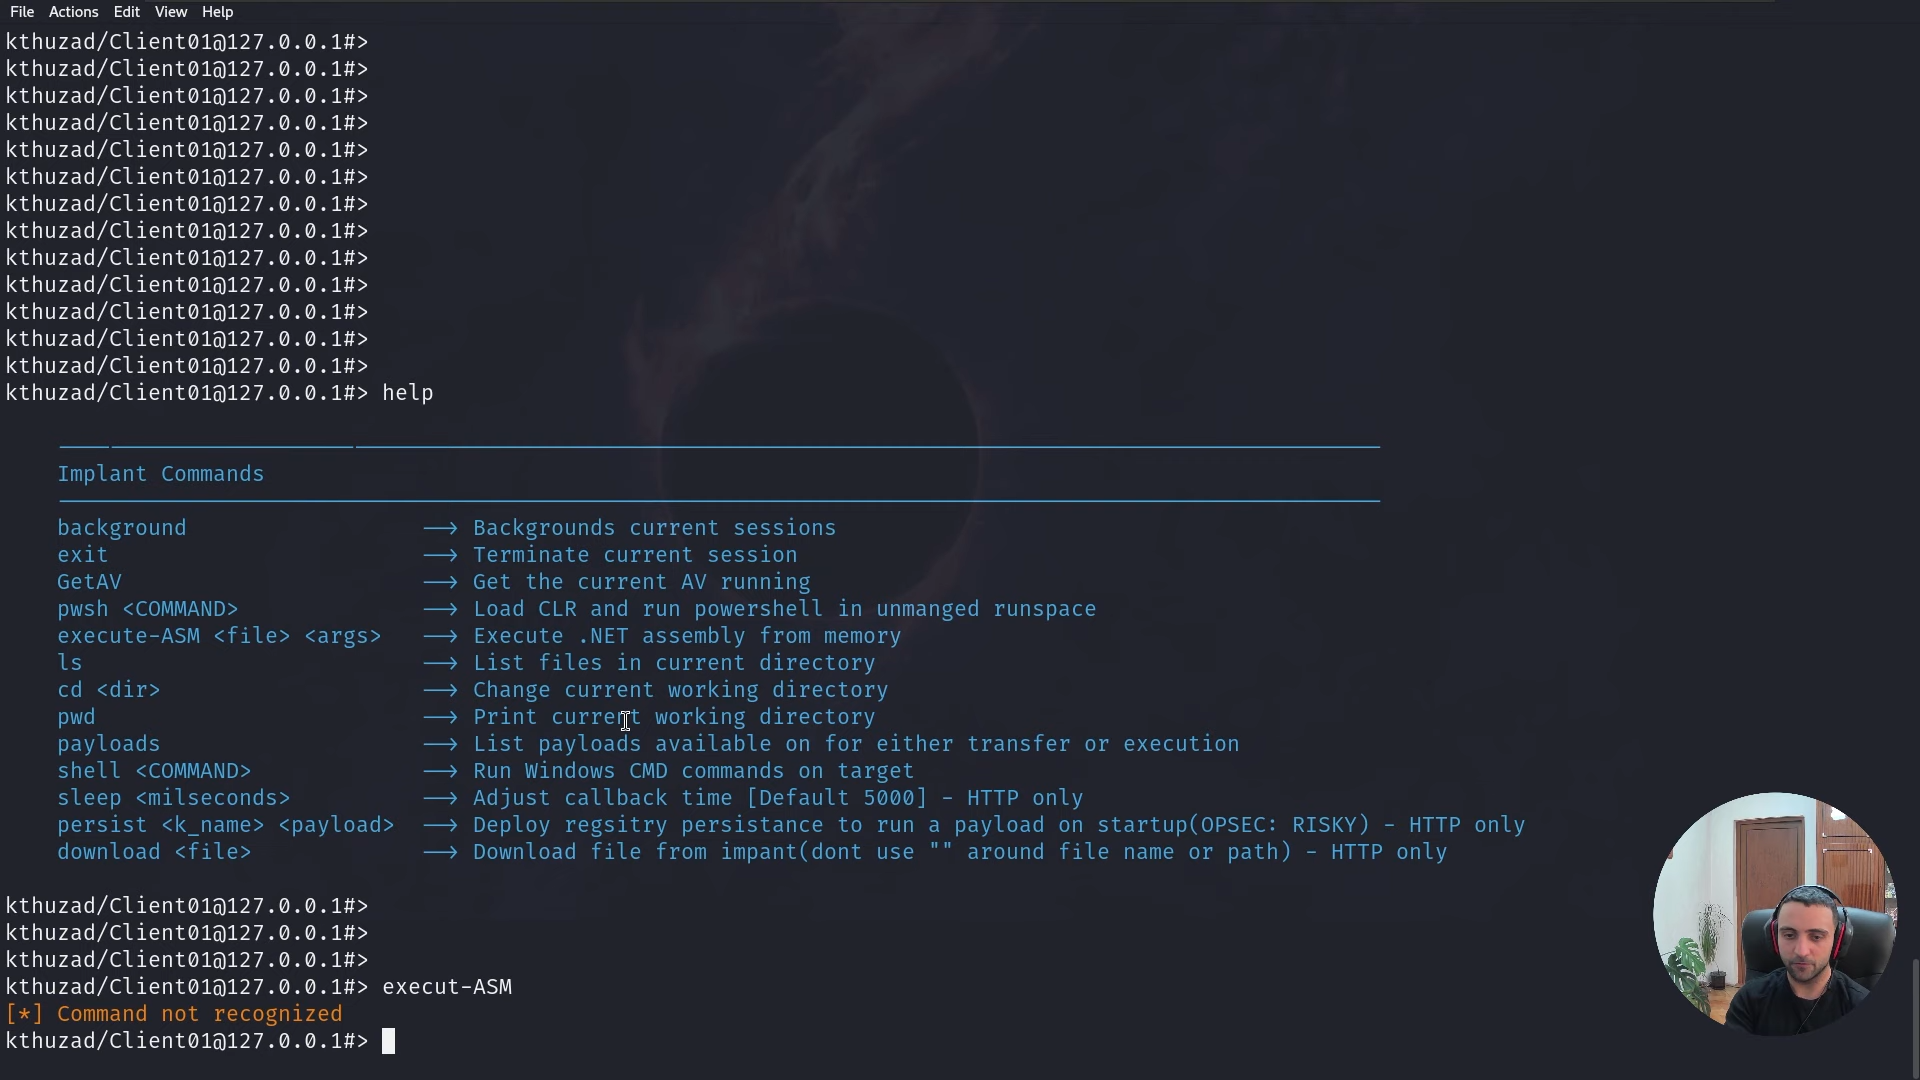 File Actions Edit View Help
kthuzad/Client01@127.0.0.1#>
kthuzad/Client01@127.0.0.1#>
kthuzad/Client01@127.0.0.1#>
kthuzad/Client01@127.0.0.1#>
kthuzad/Client01@127.0.0.1#>
kthuzad/Client01@127.0.0.1#>
kthuzad/Client01@127.0.0.1#>
kthuzad/Client01@127.0.0.1#>
kthuzad/Client01@127.0.0.1#>
kthuzad/Client01@127.0.0.1#>
kthuzad/Client01@127.0.0.1#>
kthuzad/Client01@127.0.0.1#>
kthuzad/Client01@127.0.0.1#>
kthuzad/Client01@127.0.0.1#> help
Implant Commands
background ——> Backgrounds current sessions
exit ——> Terminate current session
GetAV ——> Get the current AV running
pwsh <COMMAND> ——> Load CLR and run powershell in unmanged runspace
execute-ASM <file> <args> ——> Execute .NET assembly from memory
ls ——> List files in current directory
cd <dir> ——> Change current working directory
pwd ——> Print current working directory
payloads ——> List payloads available on for either transfer or execution
shell <COMMAND> ——> Run Windows CMD commands on target
sleep <milseconds> ——> Adjust callback time [Default 5000] - HTTP only
persist <k_name> <payload> ——> Deploy regsitry persistance to run a payload on startup(OPSEC: RISKY) - HTTP only
download <file> ——> Download file from impant(dont use "" around file name or path) - HTTP only
kthuzad/Client01@127.0.0.1#>
kthuzad/Client01@127.0.0.1#>
kthuzad/Client01@127.0.0.1#>
kthuzad/Client01@127.0.0.1#> execut-ASM
[*] Command not recognized
kthuzad/Client01@127.0.0.1#>